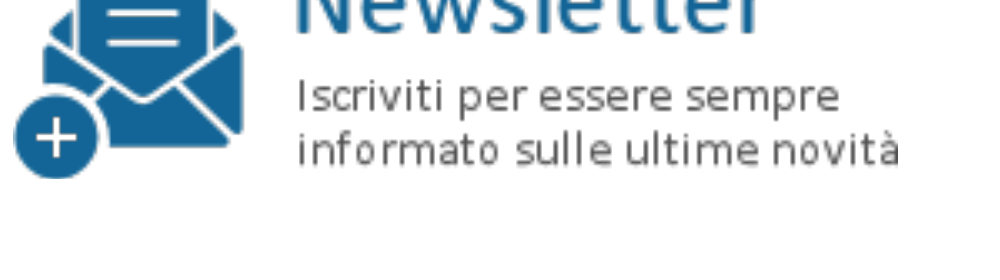 Newsletter
Iscriviti per essere sempre
informato sulle ultime novità